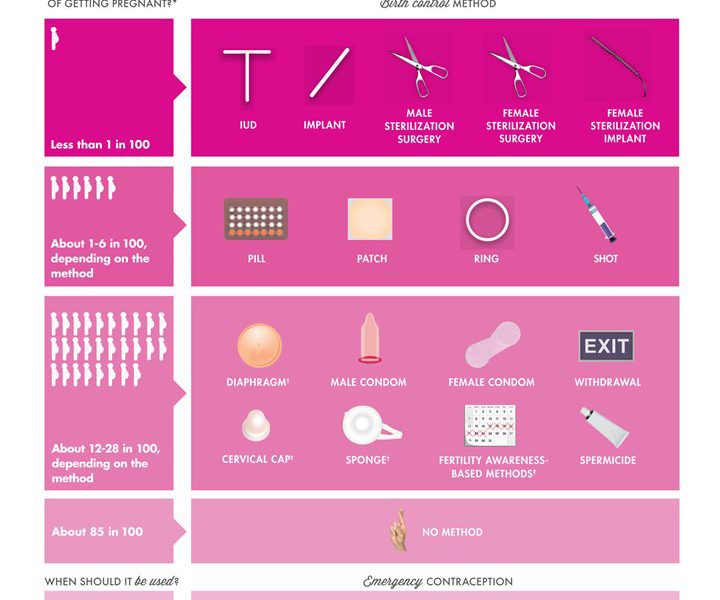 OF GETTING PREGNANT?*
Birth control METHOD
Less than 1 in 100
IUD
IMPLANT
MALE
STERILIZATION
SURGERY
FEMALE
STERILIZATION
SURGERY
FEMALE
STERILIZATION
IMPLANT
About 1-6 in 100,
depending on the
method
PILL
PATCH
RING
SHOT
About 12-28 in 100,
depending on the
method
DIAPHRAGM†
MALE CONDOM
FEMALE CONDOM
EXIT
WITHDRAWAL
CERVICAL CAP†
SPONGE†
FERTILITY AWARENESS-
BASED METHODS‡
SPERMICIDE
About 85 in 100
NO METHOD
WHEN SHOULD IT be used?
Emergency CONTRACEPTION